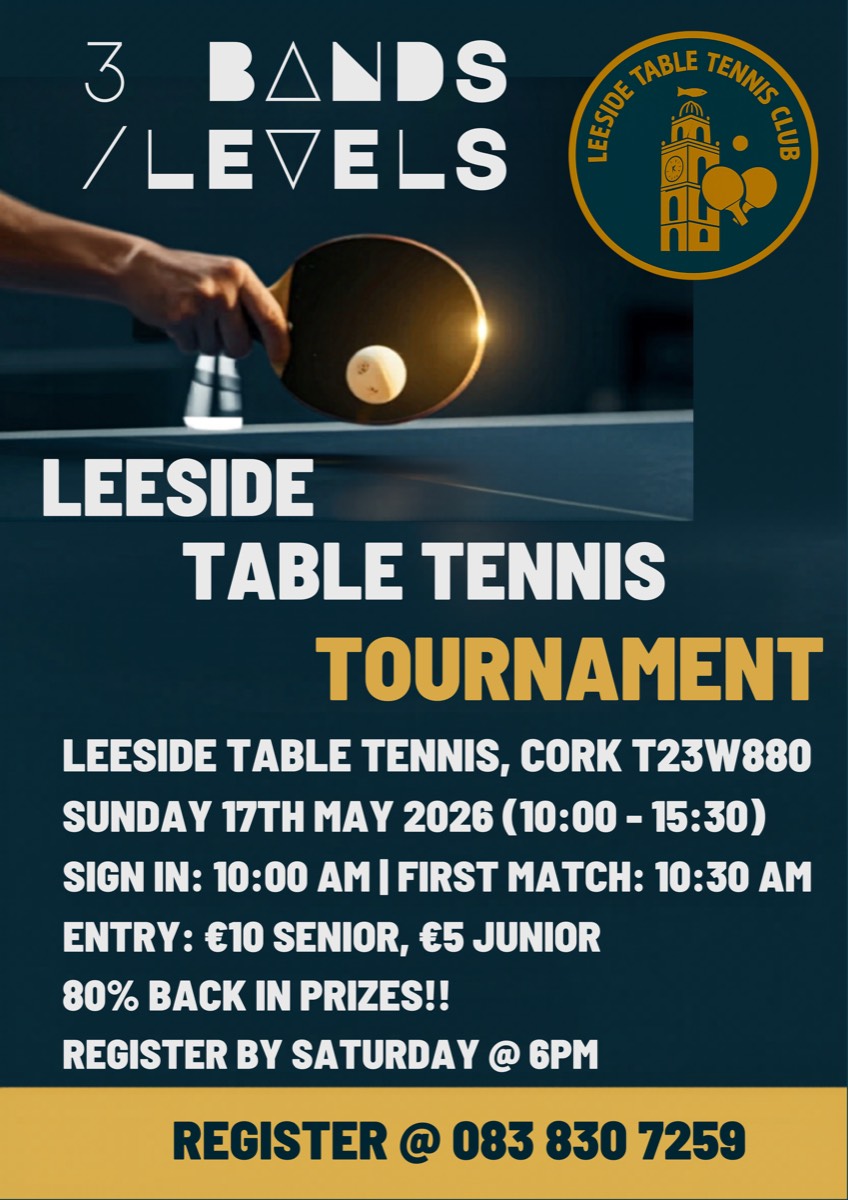 3 BANDS
/LEVELS
LEESIDE TABLE TENNIS CLUB
LEESIDE
TABLE TENNIS
TOURNAMENT
LEESIDE TABLE TENNIS, CORK T23W880
SUNDAY 17TH MAY 2026 (10:00 - 15:30)
SIGN IN: 10:00 AM | FIRST MATCH: 10:30 AM
ENTRY: €10 SENIOR, €5 JUNIOR
80% BACK IN PRIZES!!
REGISTER BY SATURDAY @ 6PM
REGISTER @ 083 830 7259